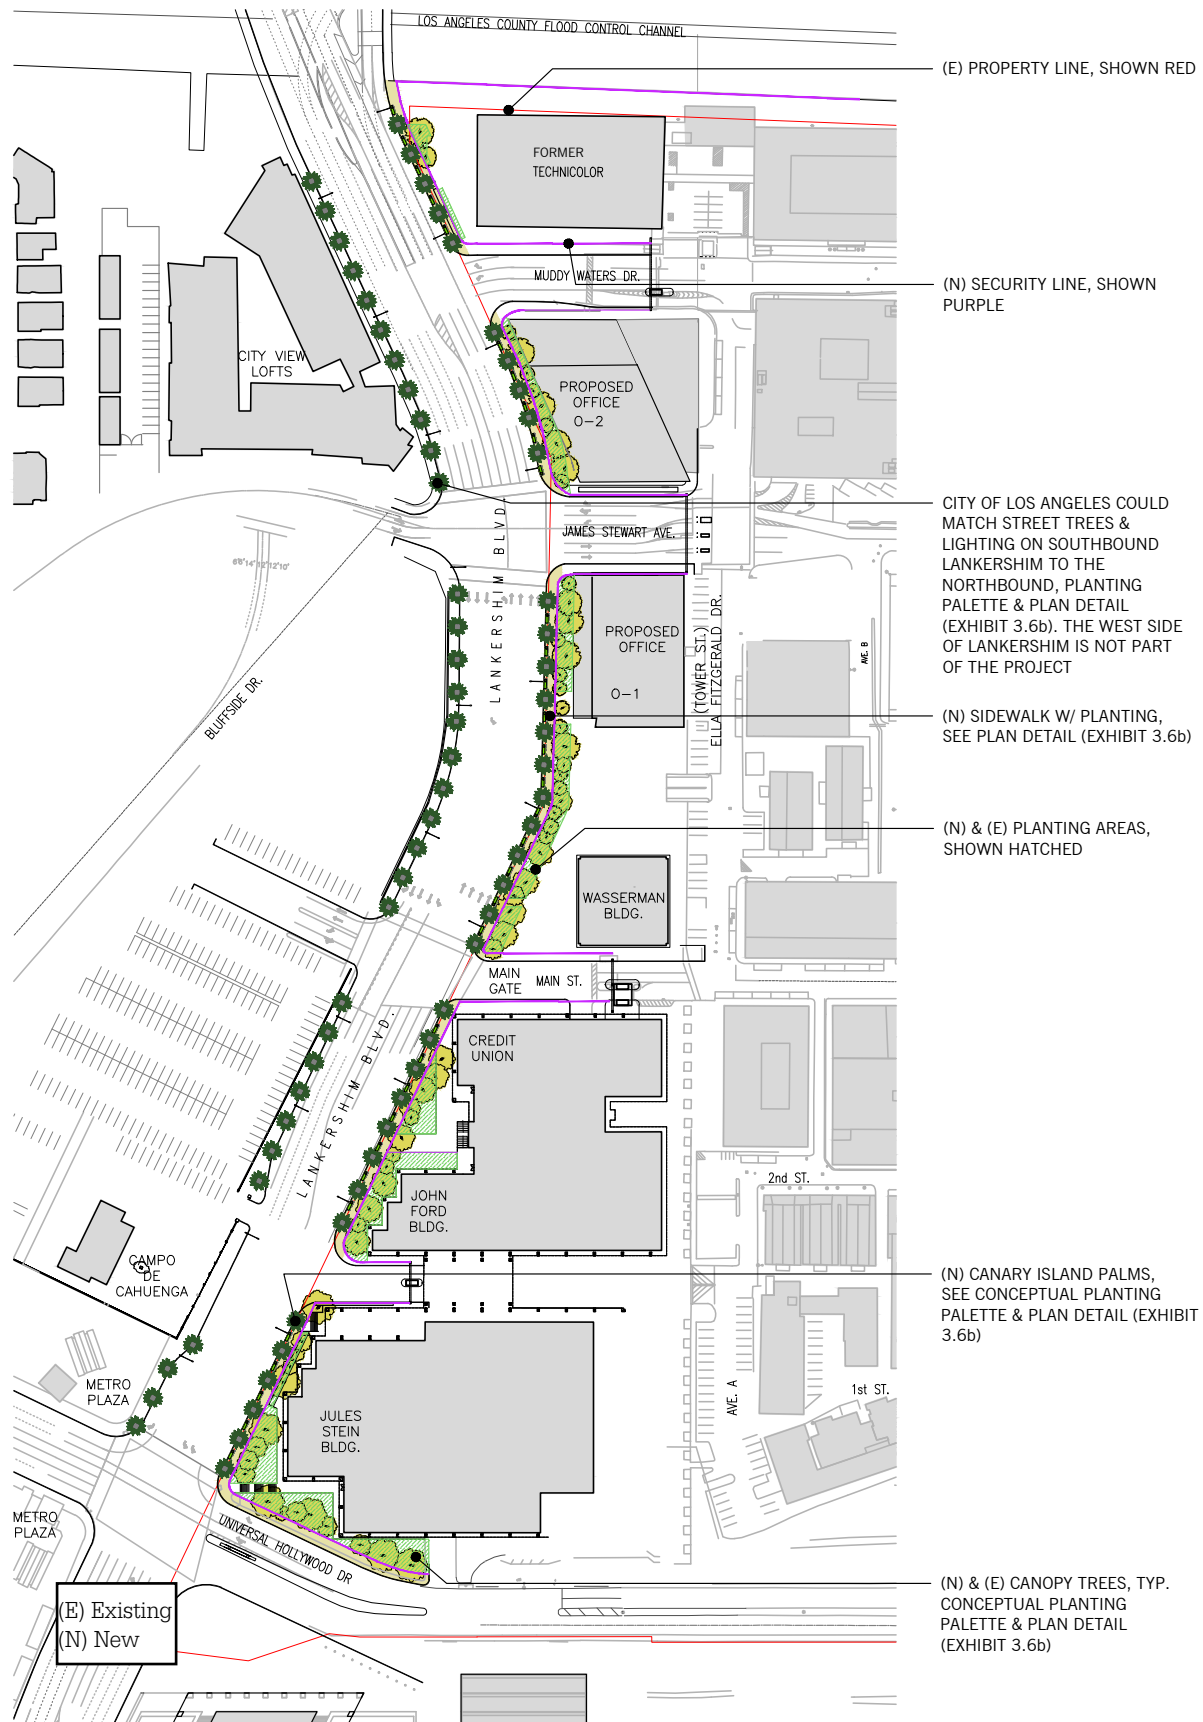 LOS ANGELES COUNTY FLOOD CONTROL CHANNEL
(E) PROPERTY LINE, SHOWN RED
FORMER
TECHNICOLOR
MUDDY WATERS DR.
(N) SECURITY LINE, SHOWN
PURPLE
CITY VIEW
LOFTS
PROPOSED
OFFICE
O-2
CITY OF LOS ANGELES COULD
MATCH STREET TREES &
LIGHTING ON SOUTHBOUND
LANKERSHIM TO THE
NORTHBOUND, PLANTING
PALETTE & PLAN DETAIL
(EXHIBIT 3.6b). THE WEST SIDE
OF LANKERSHIM IS NOT PART
OF THE PROJECT
JAMES STEWART AVE.
LANKERSHIM BLVD.
6'6'14'12'12'10'
PROPOSED
OFFICE
O-1
(TOWER ST.)
ELLA FITZGERALD DR.
AVE. B
BLUFFSIDE DR.
(N) SIDEWALK W/ PLANTING,
SEE PLAN DETAIL (EXHIBIT 3.6b)
(N) & (E) PLANTING AREAS,
SHOWN HATCHED
WASSERMAN
BLDG.
MAIN
GATE
MAIN ST.
CREDIT
UNION
LANKERSHIM BLVD.
2nd ST.
JOHN
FORD
BLDG.
CAMPO
DE
CAHUENGA
(N) CANARY ISLAND PALMS,
SEE CONCEPTUAL PLANTING
PALETTE & PLAN DETAIL (EXHIBIT
3.6b)
METRO
PLAZA
AVE. A
1st ST.
JULES
STEIN
BLDG.
METRO
PLAZA
UNIVERSAL HOLLYWOOD DR
(N) & (E) CANOPY TREES, TYP.
CONCEPTUAL PLANTING
PALETTE & PLAN DETAIL
(EXHIBIT 3.6b)
(E) Existing
(N) New